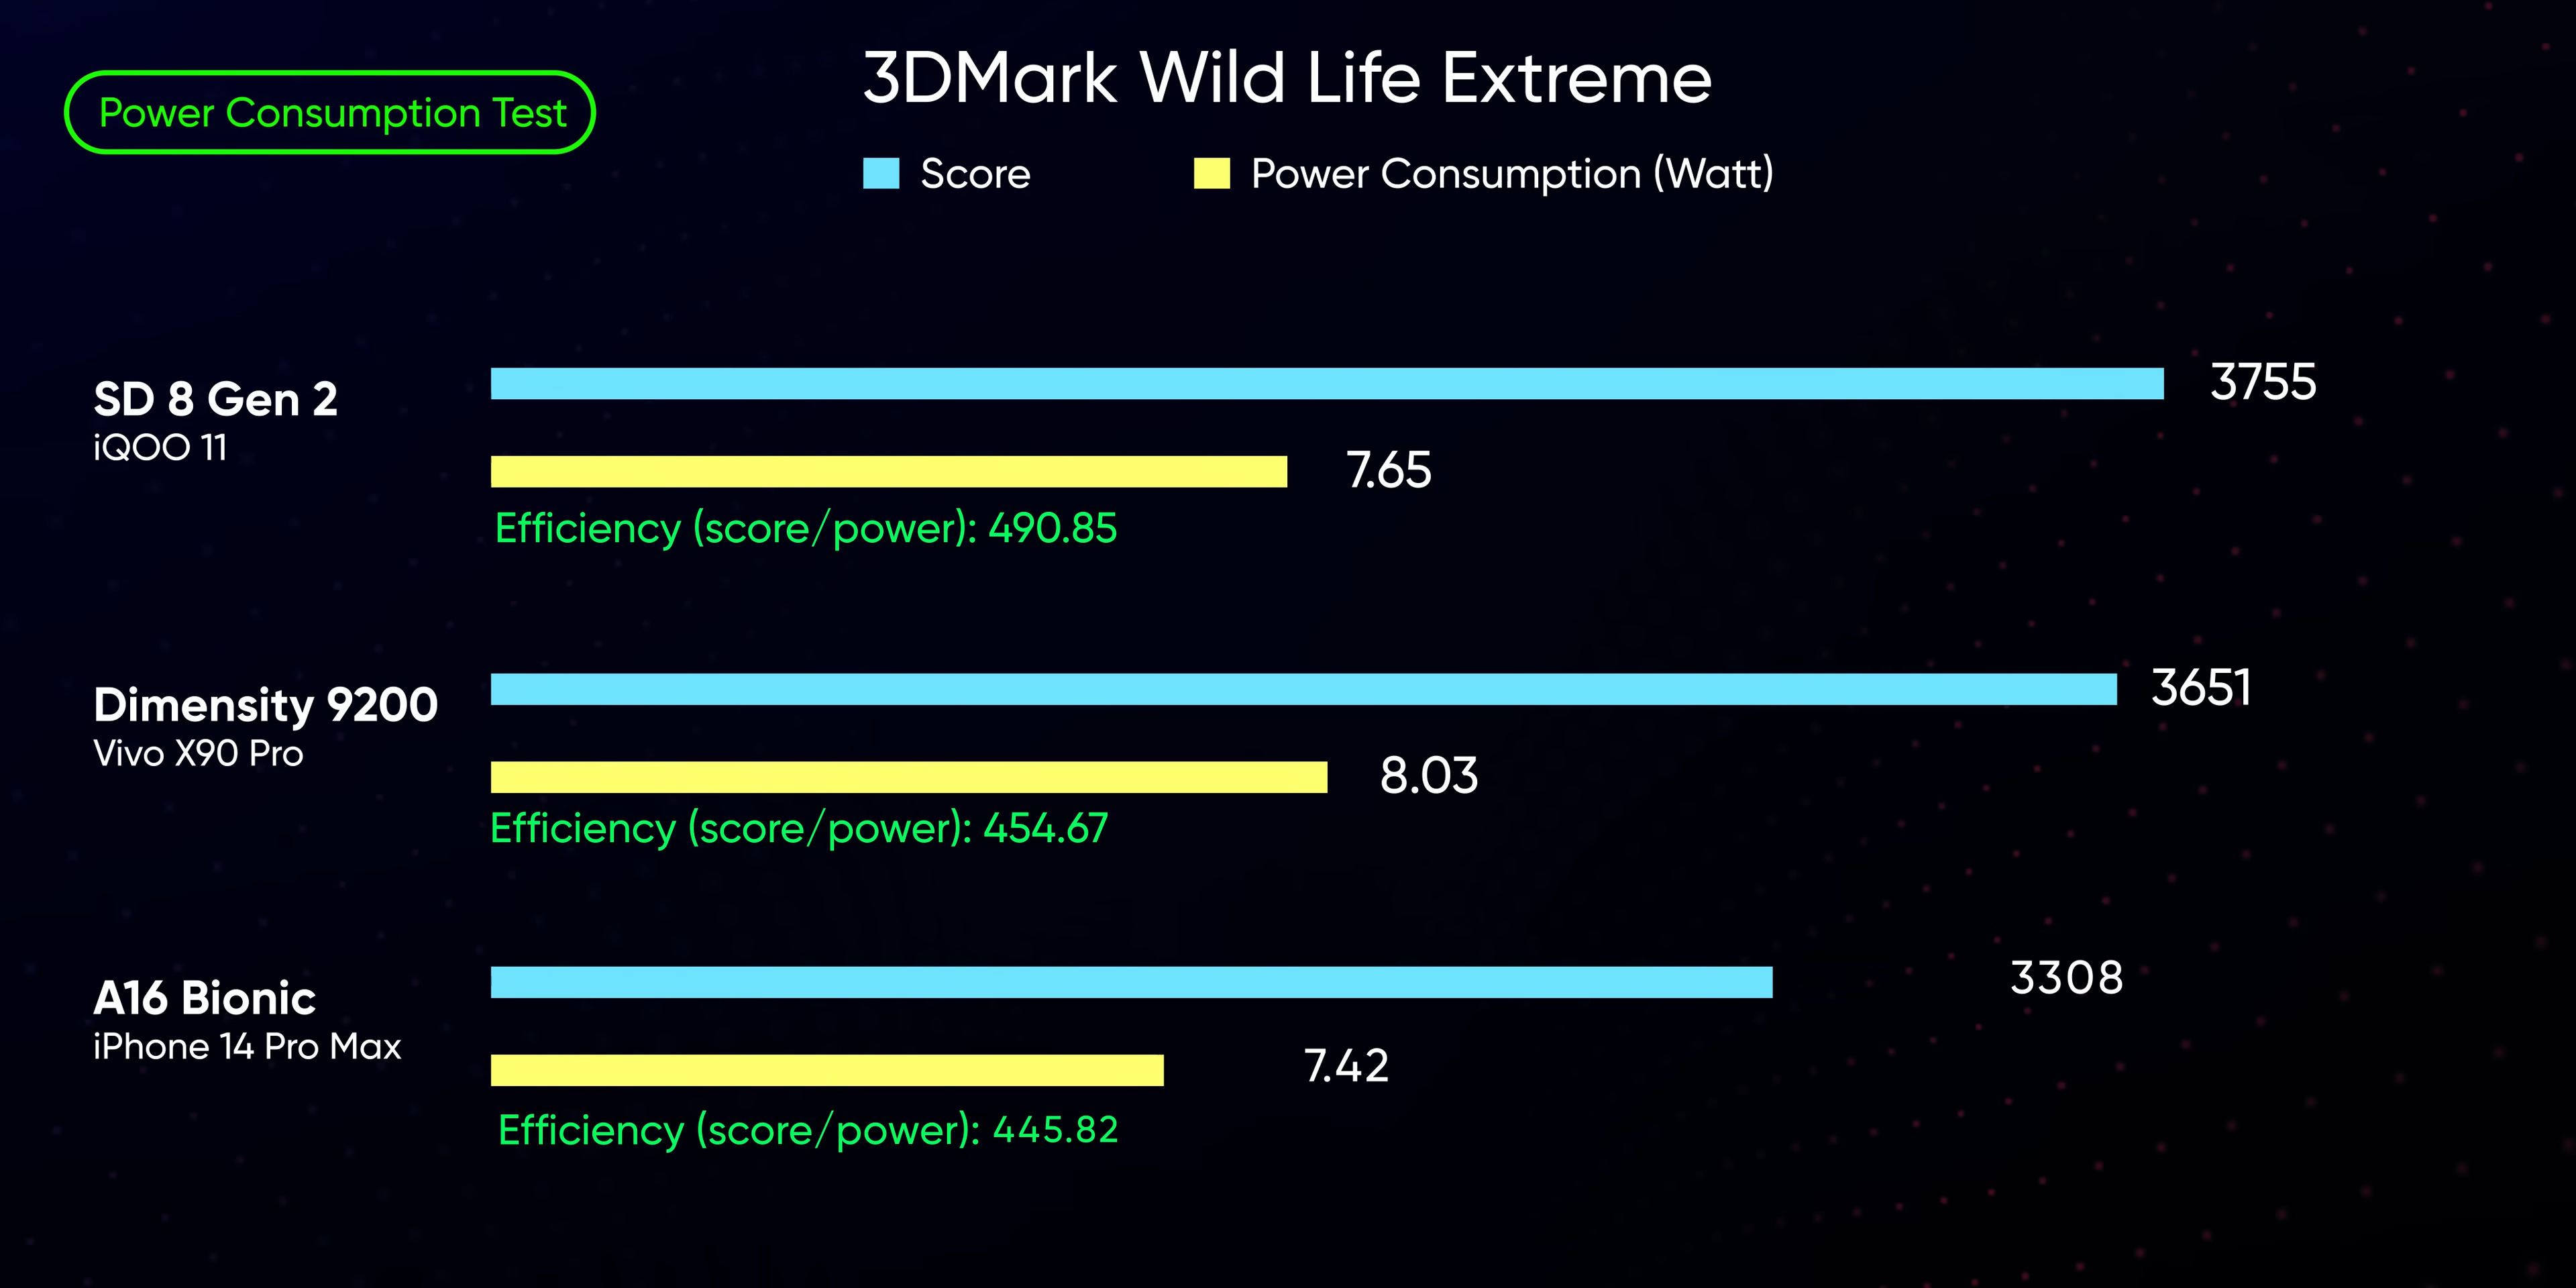 Power Consumption Test
3DMark Wild Life Extreme
Score
Power Consumption (Watt)
SD 8 Gen 2
iQOO 11
3755
7.65
Efficiency (score/power): 490.85
Dimensity 9200
Vivo X90 Pro
3651
8.03
Efficiency (score/power): 454.67
A16 Bionic
iPhone 14 Pro Max
3308
7.42
Efficiency (score/power): 445.82